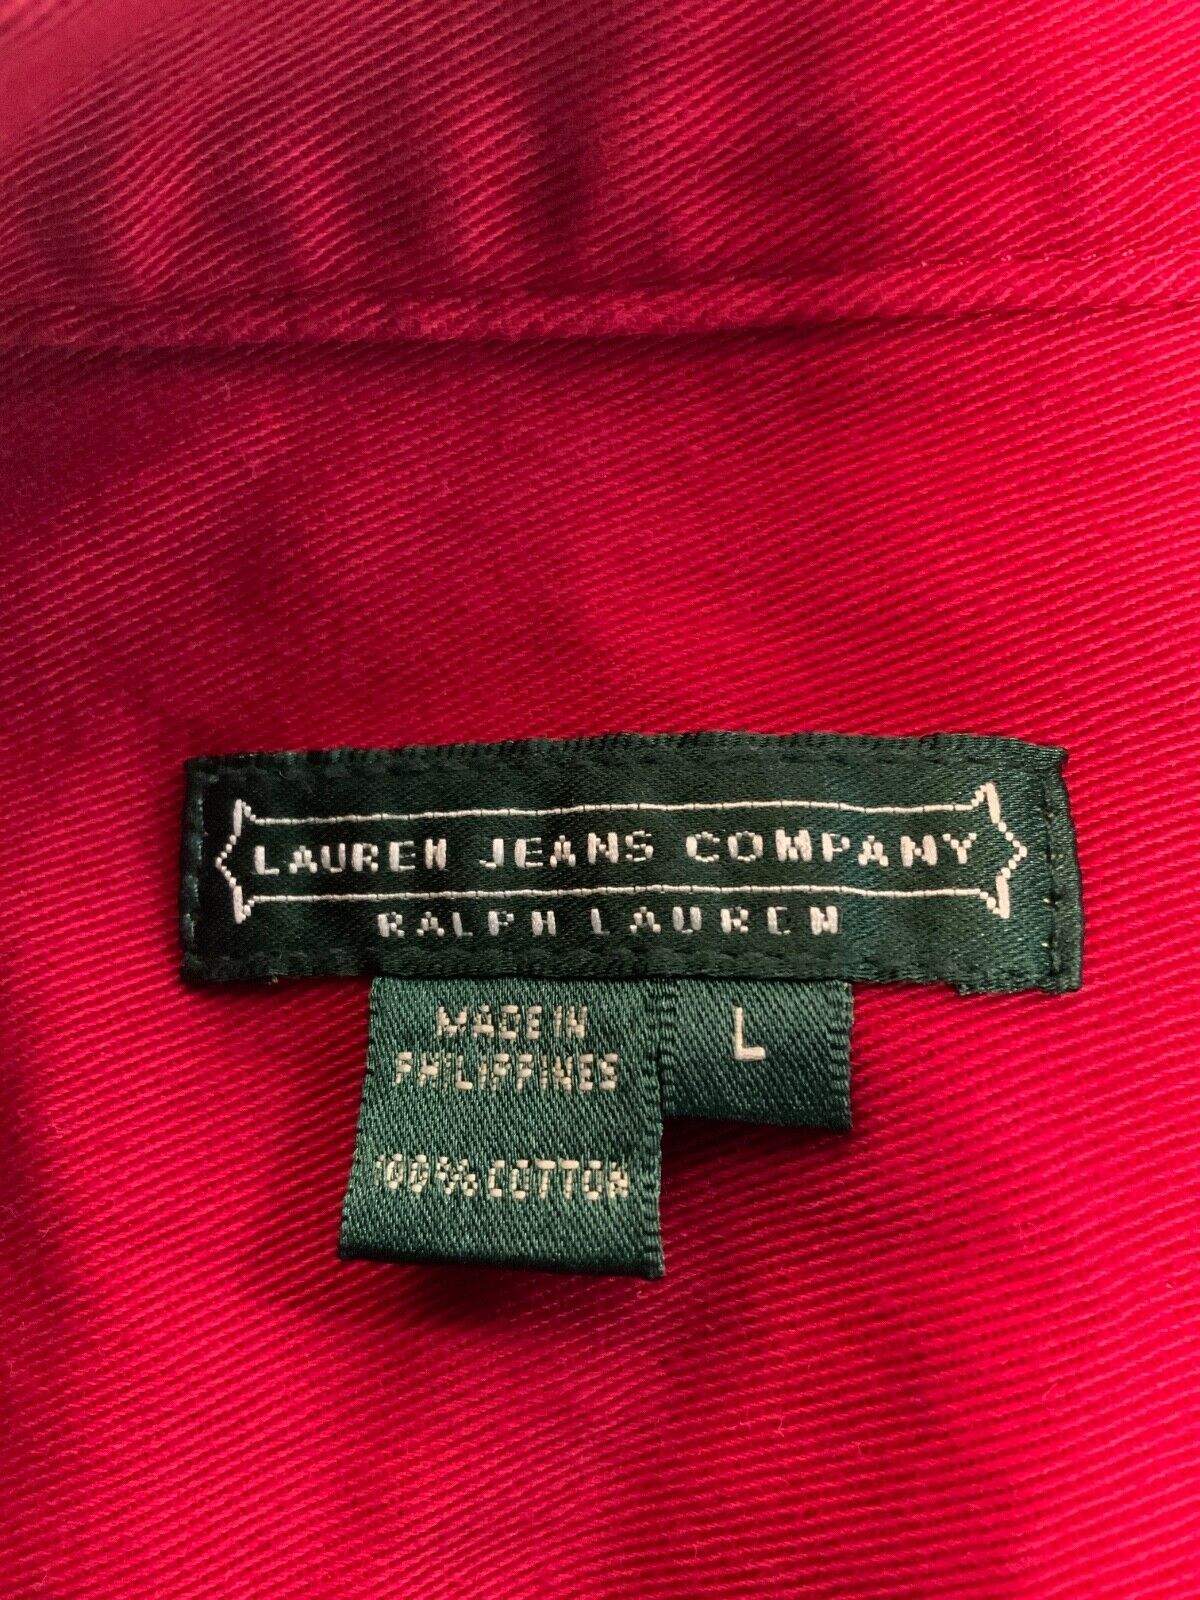 LAUREN JEANS COMPANY
RALPH LAUREN
MADE IN
PHILIPPINES
100% COTTON
L